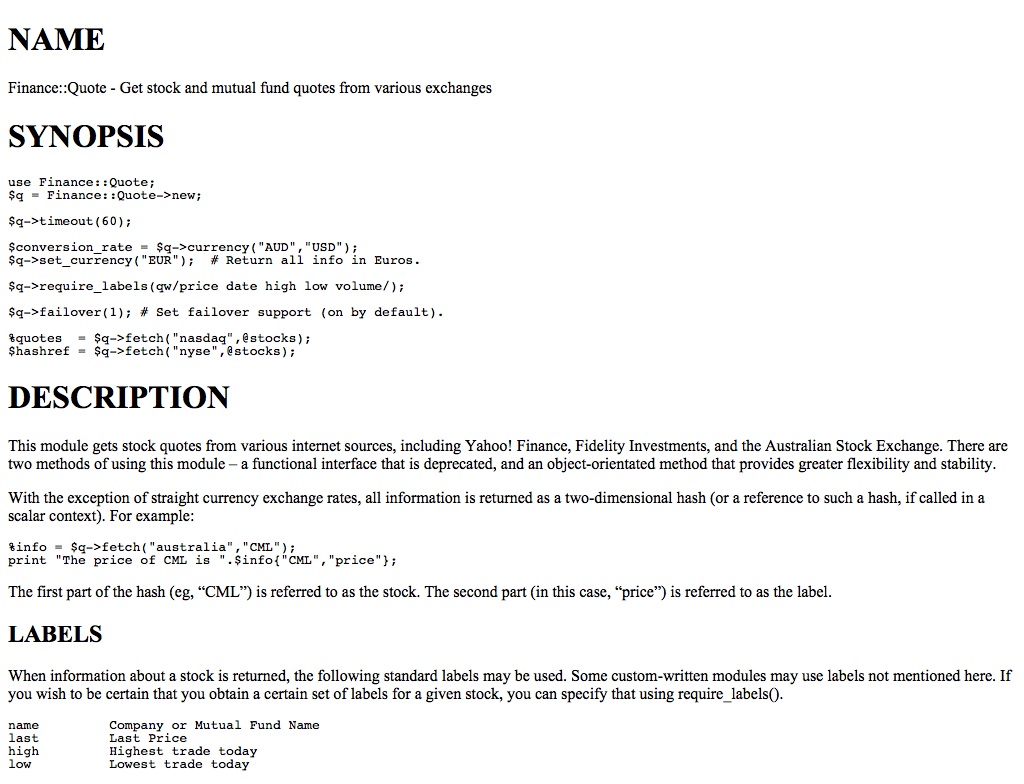 NAME
Finance::Quote - Get stock and mutual fund quotes from various exchanges
SYNOPSIS
use Finance::Quote;
$q = Finance::Quote->new;
$q->timeout(60);
$conversion_rate = $q->currency("AUD","USD");
$q->set_currency("EUR");  # Return all info in Euros.
$q->require_labels(qw/price date high low volume/);
$q->failover(1); # Set failover support (on by default).
%quotes  = $q->fetch("nasdaq",@stocks);
$hashref = $q->fetch("nyse",@stocks);
DESCRIPTION
This module gets stock quotes from various internet sources, including Yahoo! Finance, Fidelity Investments, and the Australian Stock Exchange. There are
two methods of using this module – a functional interface that is deprecated, and an object-orientated method that provides greater flexibility and stability.
With the exception of straight currency exchange rates, all information is returned as a two-dimensional hash (or a reference to such a hash, if called in a
scalar context). For example:
%info = $q->fetch("australia","CML");
print "The price of CML is ".$info{"CML","price"};
The first part of the hash (eg, “CML”) is referred to as the stock. The second part (in this case, “price”) is referred to as the label.
LABELS
When information about a stock is returned, the following standard labels may be used. Some custom-written modules may use labels not mentioned here. If
you wish to be certain that you obtain a certain set of labels for a given stock, you can specify that using require_labels().
name         Company or Mutual Fund Name
last         Last Price
high         Highest trade today
low          Lowest trade today